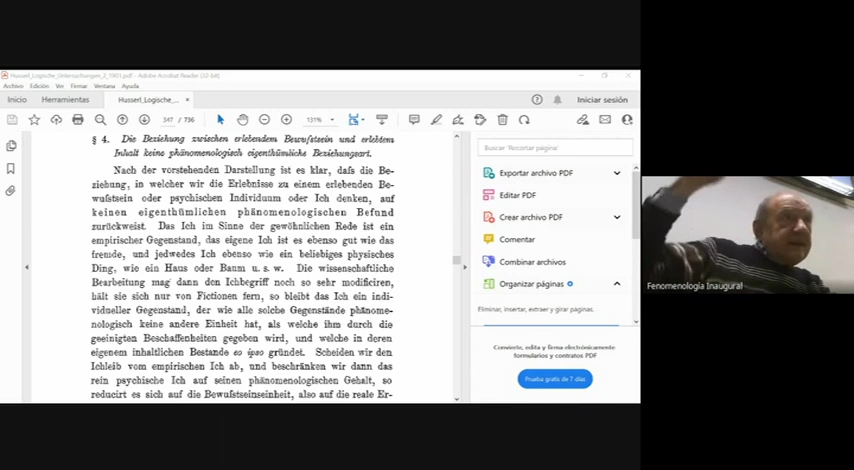 Husserl_Logische_Untersuchungen_2_1901.pdf - Adobe Acrobat Reader (32-bit)
Archivo Edición Ver Firmar Ventana Ayuda
Inicio Herramientas Husserl_Logische_... × Iniciar sesión
347 / 736 131%
§ 4. Die Beziehung zwischen erlebendem Bewufstsein und erlebtem
Inhalt keine phänomenologisch eigenthümliche Beziehungsart.
Nach der vorstehenden Darstellung ist es klar, dafs die Be-
ziehung, in welcher wir die Erlebnisse zu einem erlebenden Be-
wufstsein oder psychischen Individuum oder Ich denken, auf
keinen eigenthümlichen phänomenologischen Befund
zurückweist. Das Ich im Sinne der gewöhnlichen Rede ist ein
empirischer Gegenstand, das eigene Ich ist es ebenso gut wie das
fremde, und jedwedes Ich ebenso wie ein beliebiges physisches
Ding, wie ein Haus oder Baum u. s. w. Die wissenschaftliche
Bearbeitung mag dann den Ichbegriff noch so sehr modificiren,
hält sie sich nur von Fictionen fern, so bleibt das Ich ein indi-
vidueller Gegenstand, der wie alle solche Gegenstände phänome-
nologisch keine andere Einheit hat, als welche ihm durch die
geeinigten Beschaffenheiten gegeben wird, und welche in deren
eigenem inhaltlichen Bestande eo ipso gründet. Scheiden wir den
Ichleib vom empirischen Ich ab, und beschränken wir dann das
rein psychische Ich auf seinen phänomenologischen Gehalt, so
reducirt es sich auf die Bewufstseinseinheit, also auf die reale Er-
Buscar 'Recortar página'
Exportar archivo PDF
Editar PDF
Crear archivo PDF
Comentar
Combinar archivos
Organizar páginas
Eliminar, insertar, extraer y girar páginas.
Convierte, edita y firma electrónicamente
formularios y contratos PDF
Prueba gratis de 7 días
Fenomenología Inaugural